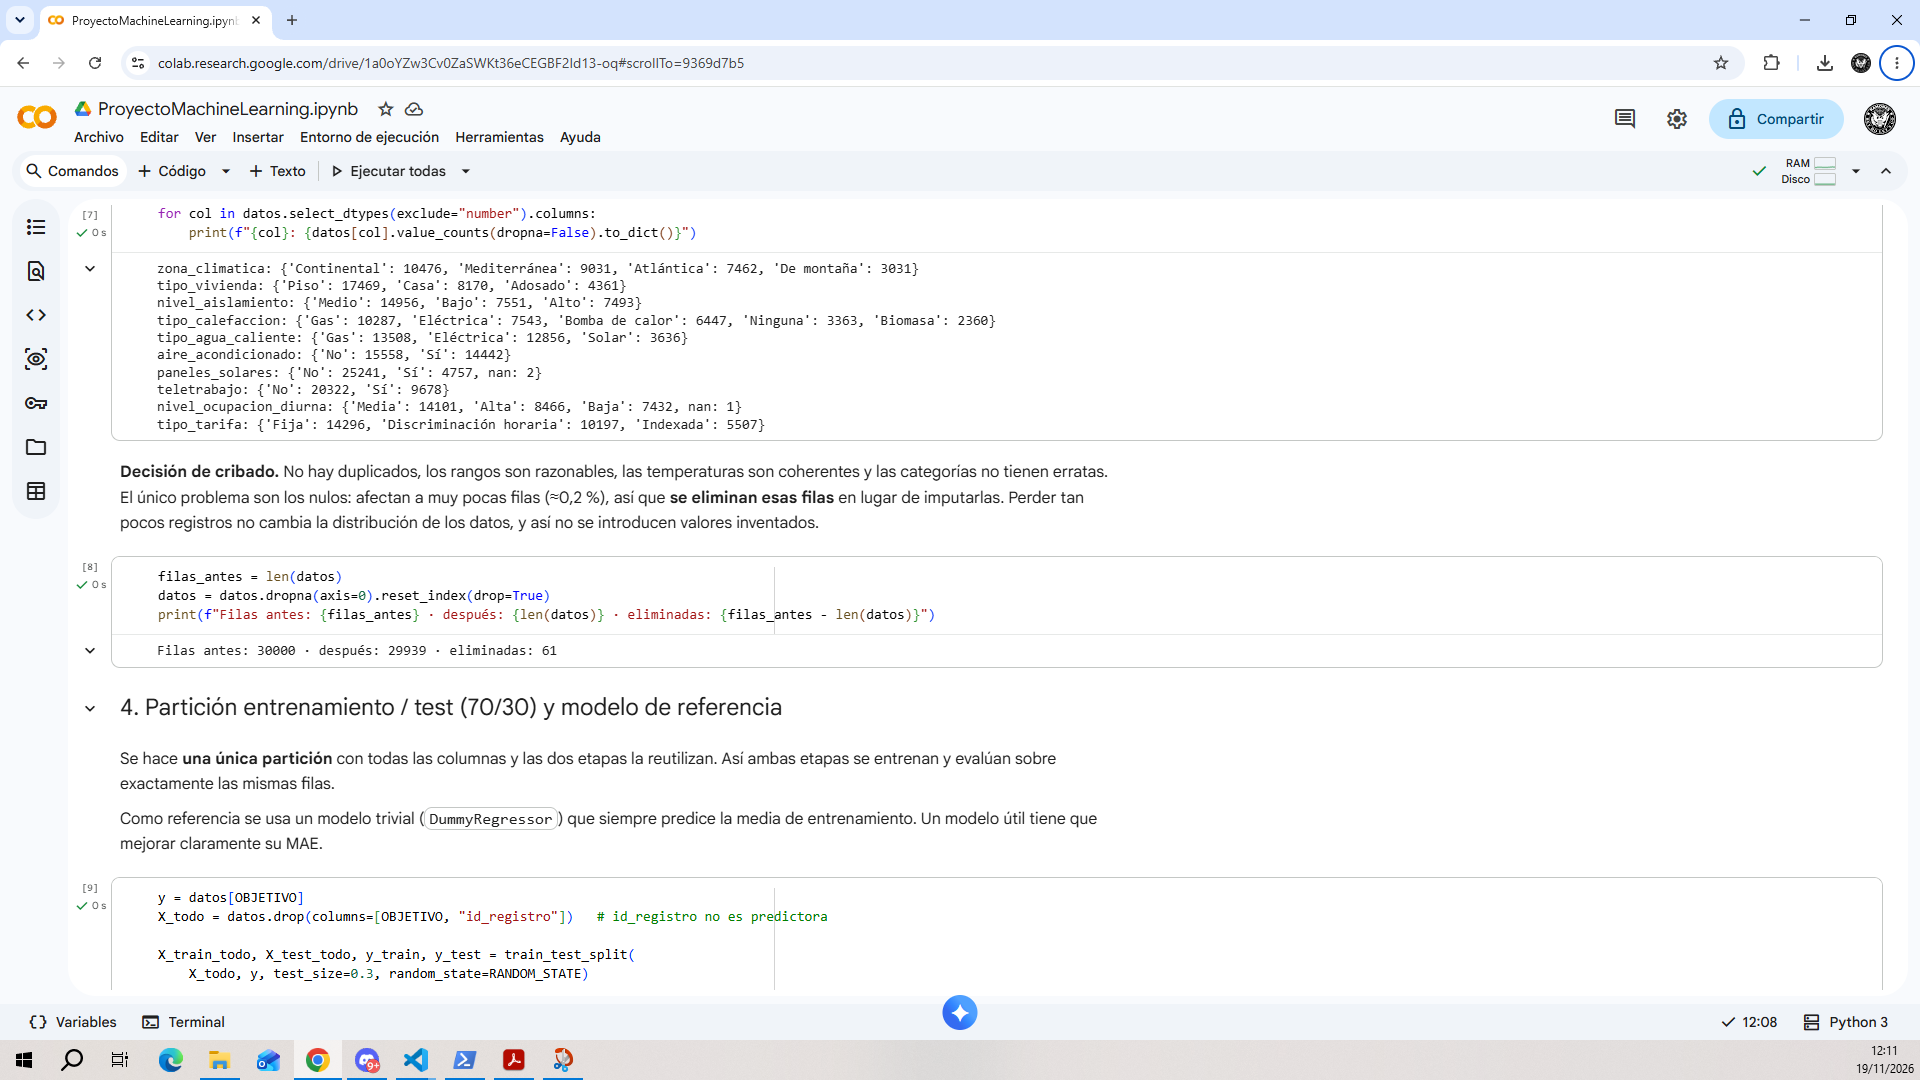 ProyectoMachineLearning.ipynb
colab.research.google.com/drive/1a0oYZw3Cv0ZaSWKt36eCEGBF2Id13-oq#scrollTo=9369d7b5
ProyectoMachineLearning.ipynb
Archivo Editar Ver Insertar Entorno de ejecución Herramientas Ayuda
Compartir
Comandos + Código + Texto Ejecutar todas
RAM
Disco
[7]
0 s
for col in datos.select_dtypes(exclude="number").columns:
print(f"{col}: {datos[col].value_counts(dropna=False).to_dict()}")
zona_climatica: {'Continental': 10476, 'Mediterránea': 9031, 'Atlántica': 7462, 'De montaña': 3031}
tipo_vivienda: {'Piso': 17469, 'Casa': 8170, 'Adosado': 4361}
nivel_aislamiento: {'Medio': 14956, 'Bajo': 7551, 'Alto': 7493}
tipo_calefaccion: {'Gas': 10287, 'Eléctrica': 7543, 'Bomba de calor': 6447, 'Ninguna': 3363, 'Biomasa': 2360}
tipo_agua_caliente: {'Gas': 13508, 'Eléctrica': 12856, 'Solar': 3636}
aire_acondicionado: {'No': 15558, 'Sí': 14442}
paneles_solares: {'No': 25241, 'Sí': 4757, nan: 2}
teletrabajo: {'No': 20322, 'Sí': 9678}
nivel_ocupacion_diurna: {'Media': 14101, 'Alta': 8466, 'Baja': 7432, nan: 1}
tipo_tarifa: {'Fija': 14296, 'Discriminación horaria': 10197, 'Indexada': 5507}
Decisión de cribado. No hay duplicados, los rangos son razonables, las temperaturas son coherentes y las categorías no tienen erratas.
El único problema son los nulos: afectan a muy pocas filas (≈0,2 %), así que se eliminan esas filas en lugar de imputarlas. Perder tan
pocos registros no cambia la distribución de los datos, y así no se introducen valores inventados.
[8]
0 s
filas_antes = len(datos)
datos = datos.dropna(axis=0).reset_index(drop=True)
print(f"Filas antes: {filas_antes} · después: {len(datos)} · eliminadas: {filas_antes - len(datos)}")
Filas antes: 30000 · después: 29939 · eliminadas: 61
4. Partición entrenamiento / test (70/30) y modelo de referencia
Se hace una única partición con todas las columnas y las dos etapas la reutilizan. Así ambas etapas se entrenan y evalúan sobre
exactamente las mismas filas.
Como referencia se usa un modelo trivial (DummyRegressor) que siempre predice la media de entrenamiento. Un modelo útil tiene que
mejorar claramente su MAE.
[9]
0 s
y = datos[OBJETIVO]
X_todo = datos.drop(columns=[OBJETIVO, "id_registro"]) # id_registro no es predictora
X_train_todo, X_test_todo, y_train, y_test = train_test_split(
X_todo, y, test_size=0.3, random_state=RANDOM_STATE)
Variables Terminal
12:08 Python 3
9+
12:11
19/11/2026